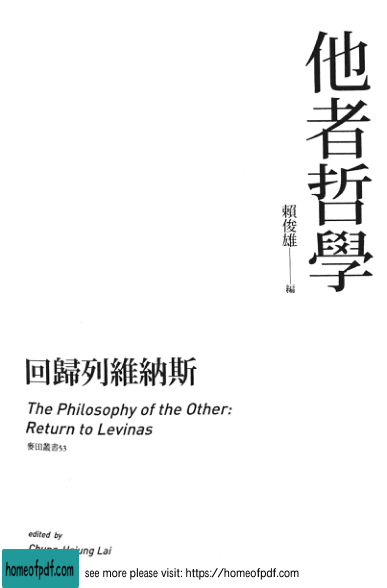 他者哲學
賴俊雄——編
回歸列維納斯
The Philosophy of the Other:
Return to Levinas
麥田叢書53
edited by
Lai
homeofpdf.com
see more please visit: https://homeofpdf.com